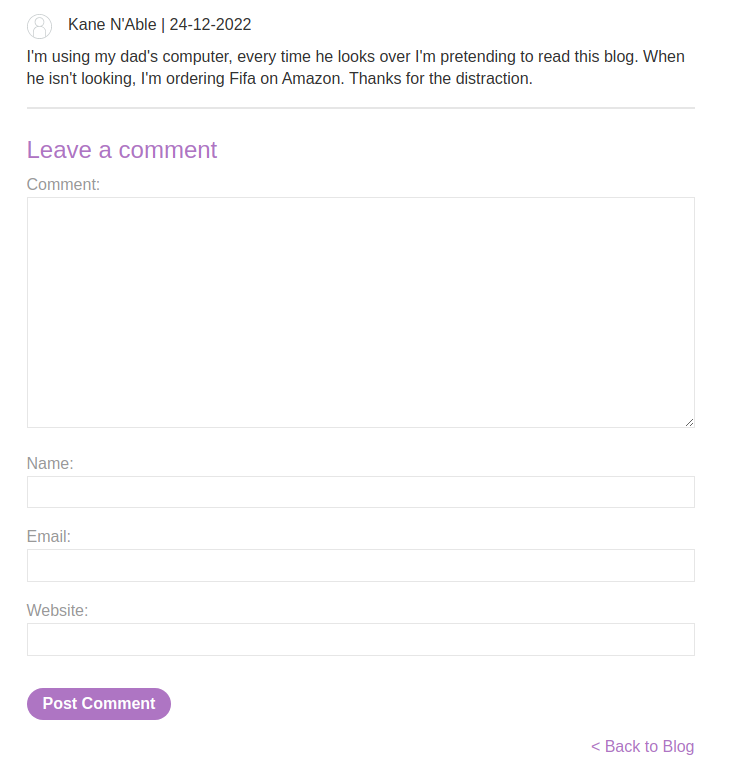 Kane N'Able | 24-12-2022
I'm using my dad's computer, every time he looks over I'm pretending to read this blog. When
he isn't looking, I'm ordering Fifa on Amazon. Thanks for the distraction.
Leave a comment
Comment:
Name:
Email:
Website:
Post Comment
< Back to Blog